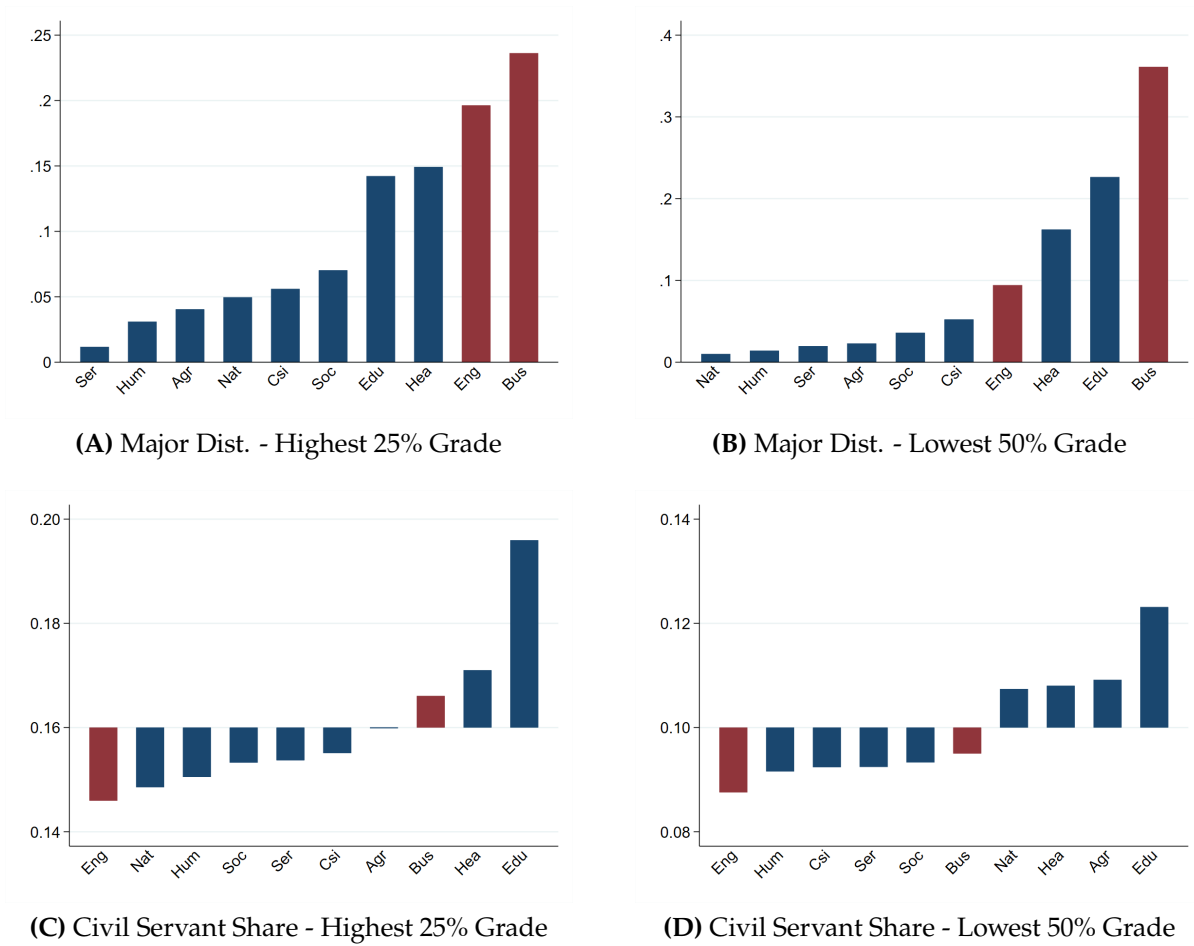 .25
.2
.15
.1
.05
0
Ser Hum Agr Nat Csi Soc Edu Hea Eng Bus
(A) Major Dist. - Highest 25% Grade
.4
.3
.2
.1
0
Nat Hum Ser Agr Soc Csi Eng Hea Edu Bus
(B) Major Dist. - Lowest 50% Grade
0.20
0.18
0.16
0.14
Eng Nat Hum Soc Ser Csi Agr Bus Hea Edu
(C) Civil Servant Share - Highest 25% Grade
0.14
0.12
0.10
0.08
Eng Hum Csi Ser Soc Bus Nat Hea Agr Edu
(D) Civil Servant Share - Lowest 50% Grade